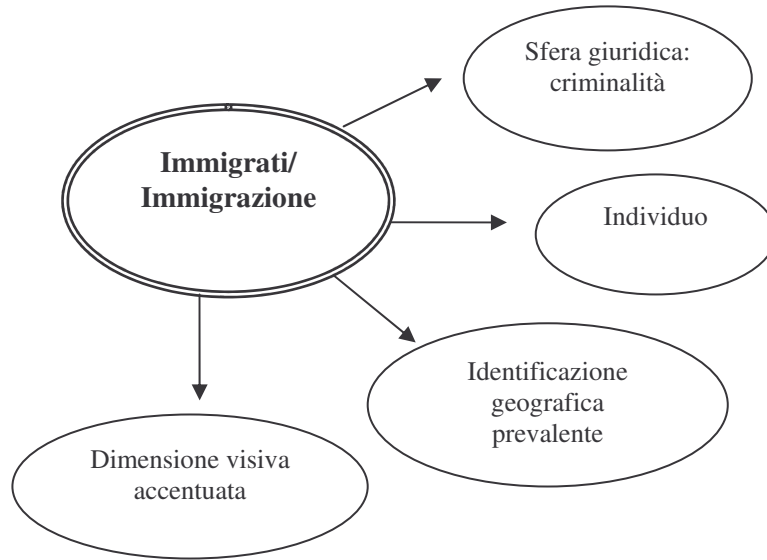 Sfera giuridica:
criminalità
Immigrati/
Immigrazione
Individuo
Identificazione
geografica
prevalente
Dimensione visiva
accentuata